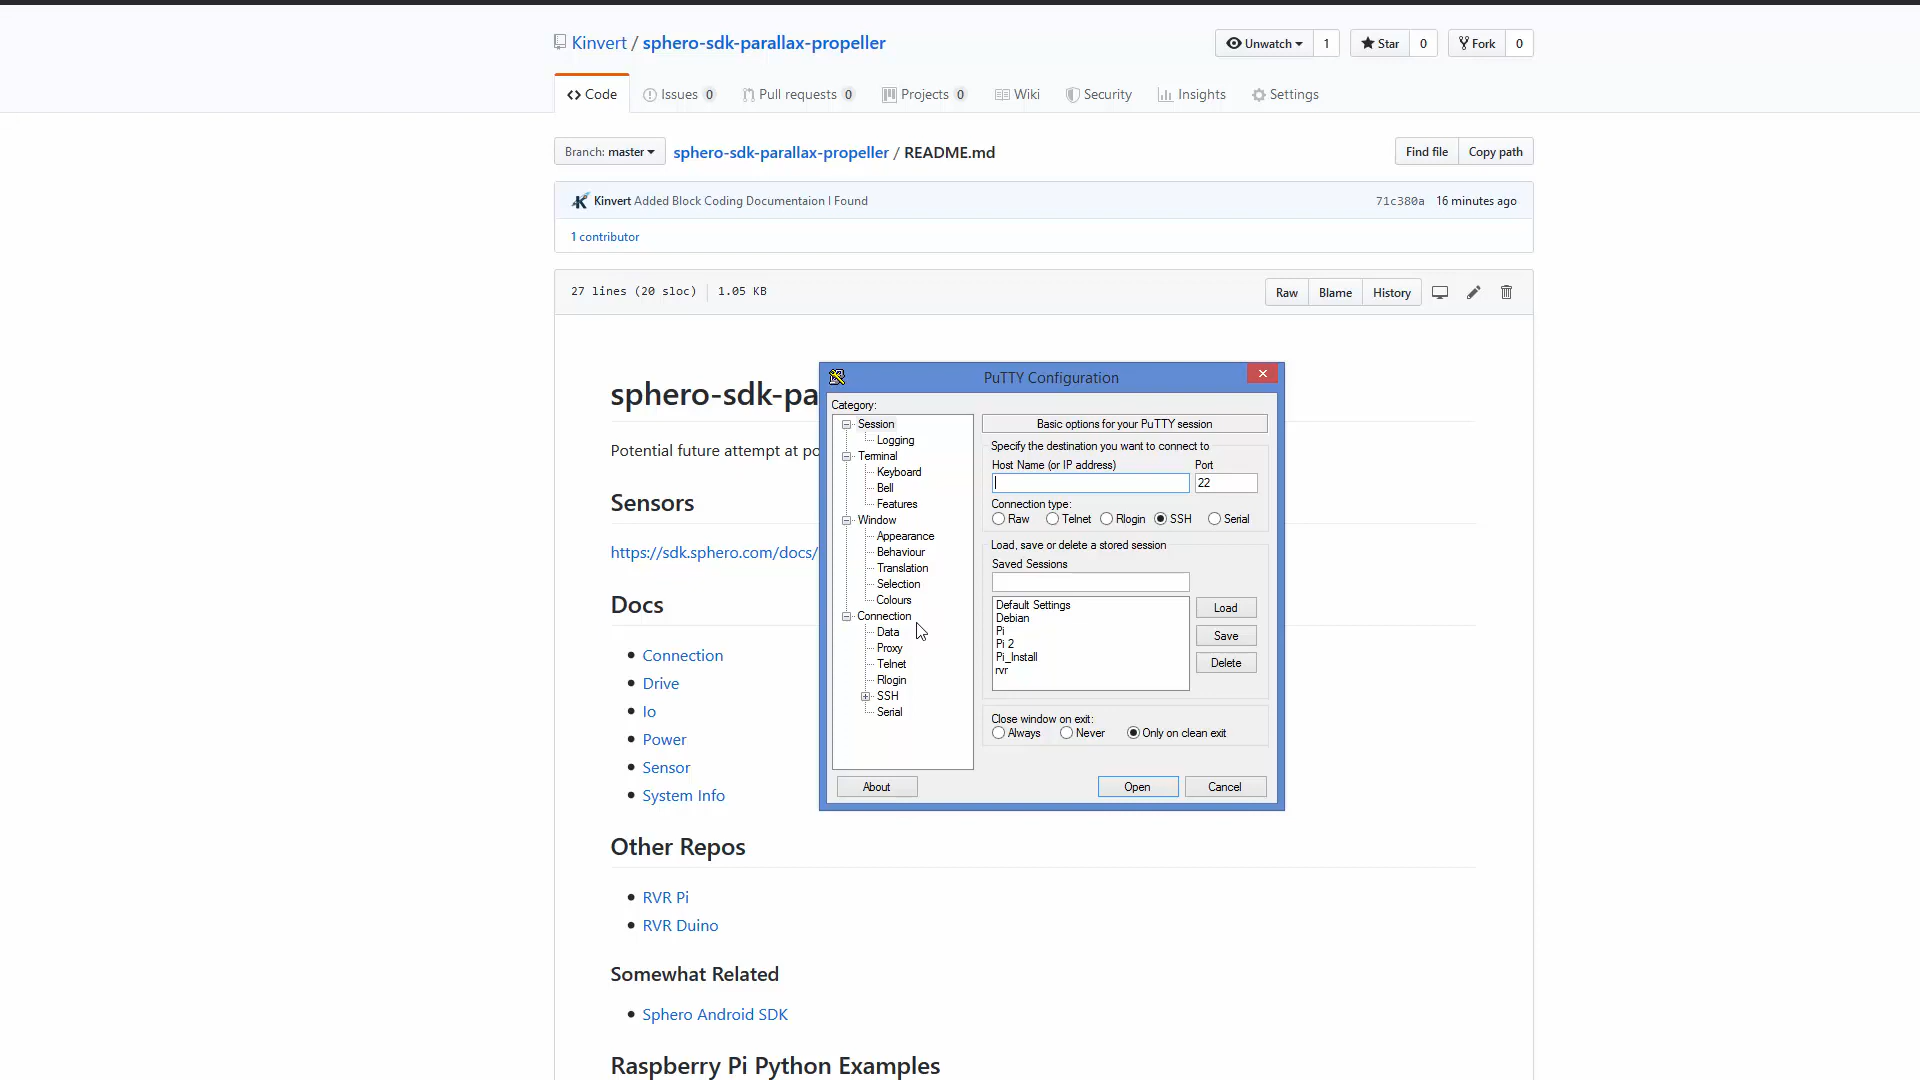 Kinvert / sphero-sdk-parallax-propeller
Unwatch 1 Star 0 Fork 0
Code Issues 0 Pull requests 0 Projects 0 Wiki Security Insights Settings
Branch: master sphero-sdk-parallax-propeller / README.md Find file Copy path
Kinvert Added Block Coding Documentaion I Found 71c380a 16 minutes ago
1 contributor
27 lines (20 sloc) 1.05 KB Raw Blame History
sphero-sdk-pa
Potential future attempt at po
Sensors
https://sdk.sphero.com/docs/
Docs
Connection
Drive
Io
Power
Sensor
System Info
Other Repos
RVR Pi
RVR Duino
Somewhat Related
Sphero Android SDK
Raspberry Pi Python Examples
PuTTY Configuration
Category:
Session
Logging
Terminal
Keyboard
Bell
Features
Window
Appearance
Behaviour
Translation
Selection
Colours
Connection
Data
Proxy
Telnet
Rlogin
SSH
Serial
Basic options for your PuTTY session
Specify the destination you want to connect to
Host Name (or IP address) Port
22
Connection type:
Raw Telnet Rlogin SSH Serial
Load, save or delete a stored session
Saved Sessions
Default Settings
Debian
Pi
Pi 2
Pi_Install
rvr
Load
Save
Delete
Close window on exit:
Always Never Only on clean exit
About Open Cancel